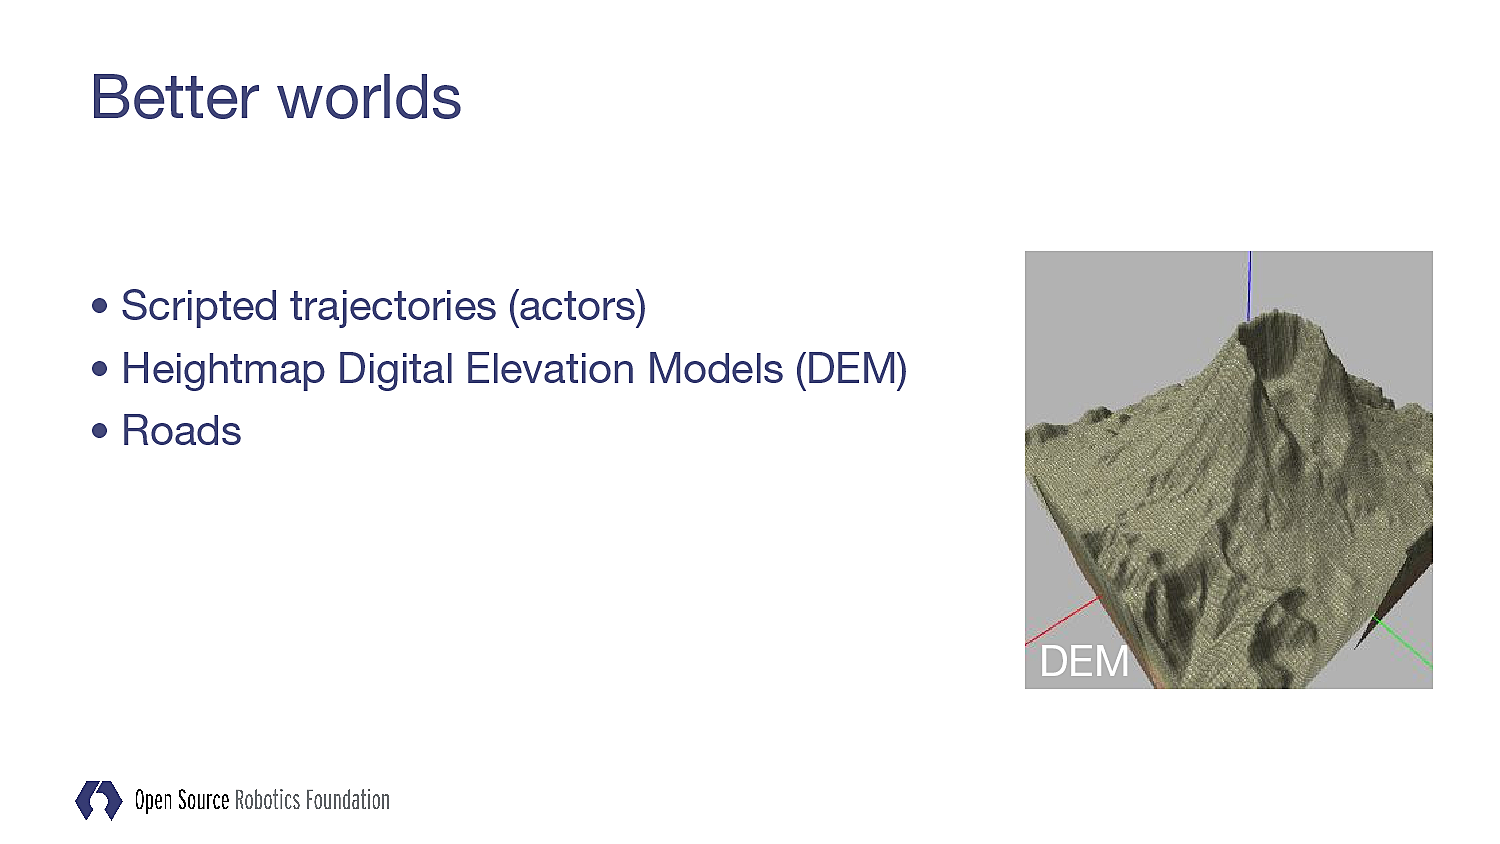 Better worlds
• Scripted trajectories (actors)
• Heightmap Digital Elevation Models (DEM)
• Roads
DEM
Open Source Robotics Foundation